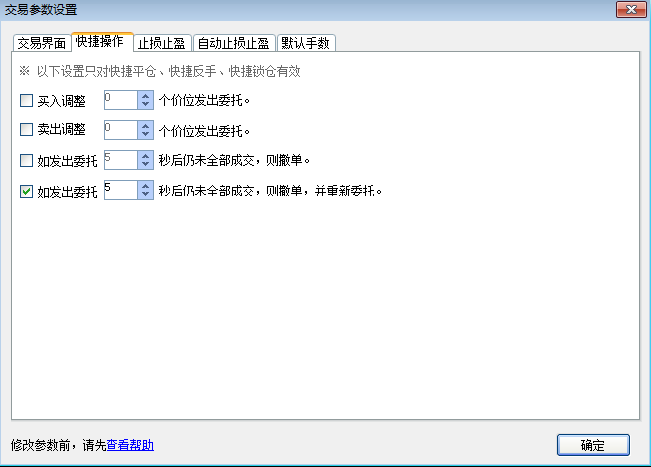 交易参数设置
交易界面 快捷操作 止损止盈 自动止损止盈 默认手数
※ 以下设置只对快捷平仓、快捷反手、快捷锁仓有效
买入调整 0 个价位发出委托。
卖出调整 0 个价位发出委托。
如发出委托 5 秒后仍未全部成交，则撤单。
如发出委托 5 秒后仍未全部成交，则撤单，并重新委托。
修改参数前，请先查看帮助
确定